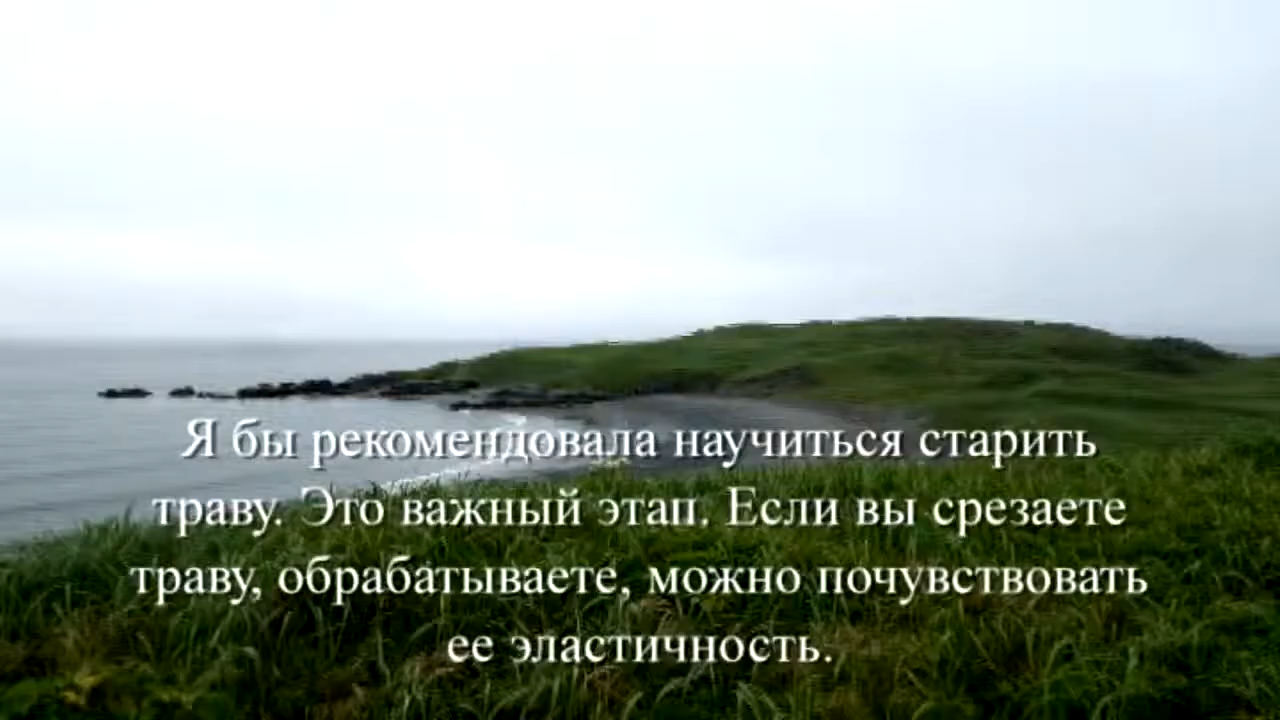 Я бы рекомендовала научиться старить
траву. Это важный этап. Если вы срезаете
траву, обрабатываете, можно почувствовать
ее эластичность.